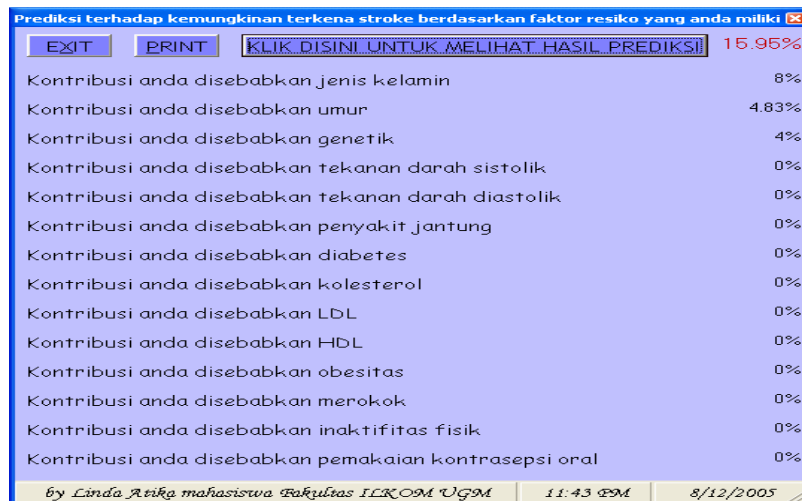 Prediksi terhadap kemungkinan terkena stroke berdasarkan faktor resiko yang anda miliki
EXIT PRINT KLIK DISINI UNTUK MELIHAT HASIL PREDIKSI 15.95%
Kontribusi anda disebabkan jenis kelamin 8%
Kontribusi anda disebabkan umur 4.83%
Kontribusi anda disebabkan genetik 4%
Kontribusi anda disebabkan tekanan darah sistolik 0%
Kontribusi anda disebabkan tekanan darah diastolik 0%
Kontribusi anda disebabkan penyakit jantung 0%
Kontribusi anda disebabkan diabetes 0%
Kontribusi anda disebabkan kolesterol 0%
Kontribusi anda disebabkan LDL 0%
Kontribusi anda disebabkan HDL 0%
Kontribusi anda disebabkan obesitas 0%
Kontribusi anda disebabkan merokok 0%
Kontribusi anda disebabkan inaktifitas fisik 0%
Kontribusi anda disebabkan pemakaian kontrasepsi oral 0%
by Linda Atika mahasiswa Fakultas ILKOM UGM 11:43 PM 8/12/2005